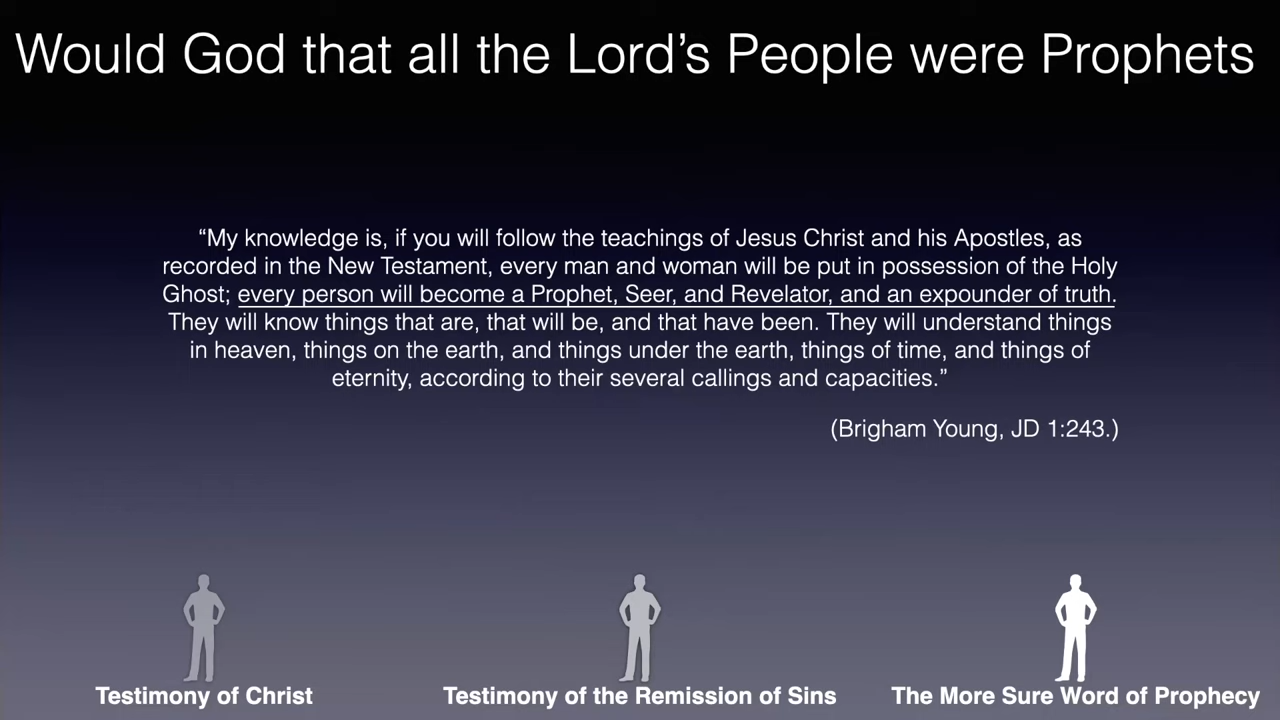 Would God that all the Lord’s People were Prophets
“My knowledge is, if you will follow the teachings of Jesus Christ and his Apostles, as
recorded in the New Testament, every man and woman will be put in possession of the Holy
Ghost; every person will become a Prophet, Seer, and Revelator, and an expounder of truth.
They will know things that are, that will be, and that have been. They will understand things
in heaven, things on the earth, and things under the earth, things of time, and things of
eternity, according to their several callings and capacities.”
(Brigham Young, JD 1:243.)
Testimony of Christ
Testimony of the Remission of Sins
The More Sure Word of Prophecy